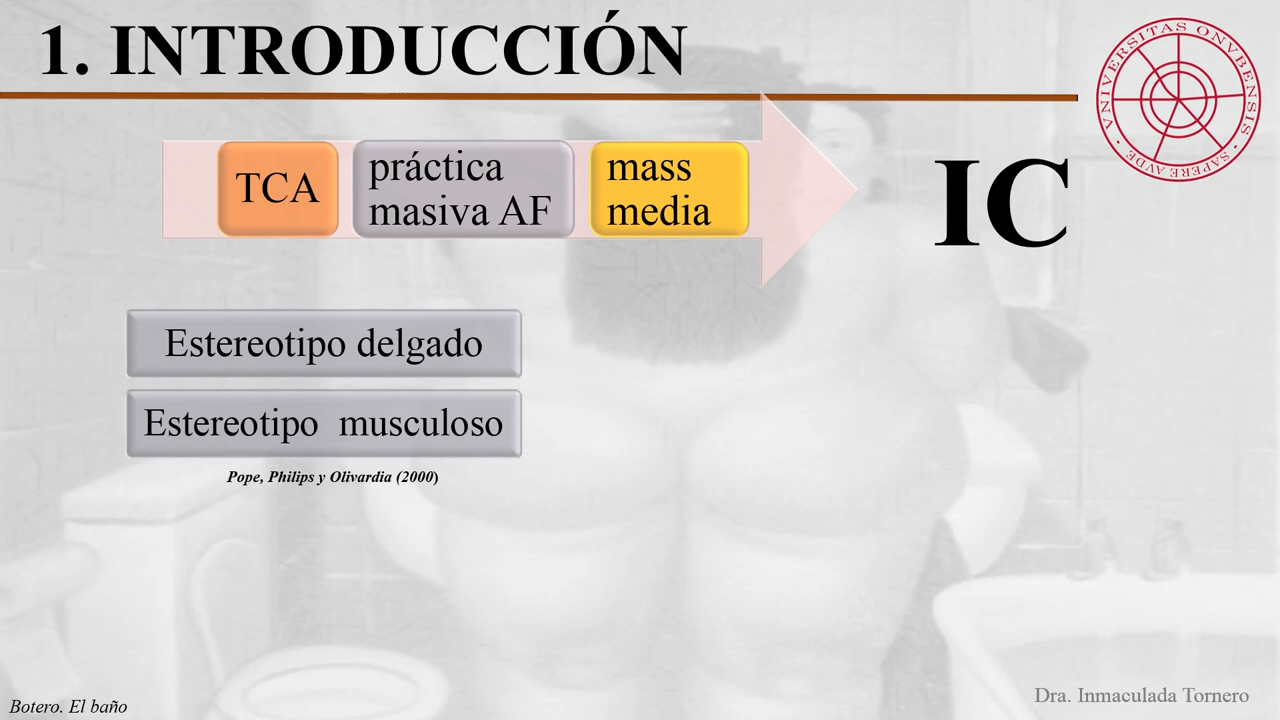 1. INTRODUCCIÓN
VNIVERSITAS ONVBENSIS · SAPERE AVDE ·
TCA
práctica
masiva AF
mass
media
IC
Estereotipo delgado
Estereotipo  musculoso
Pope, Philips y Olivardia (2000)
Botero. El baño
Dra. Inmaculada Tornero